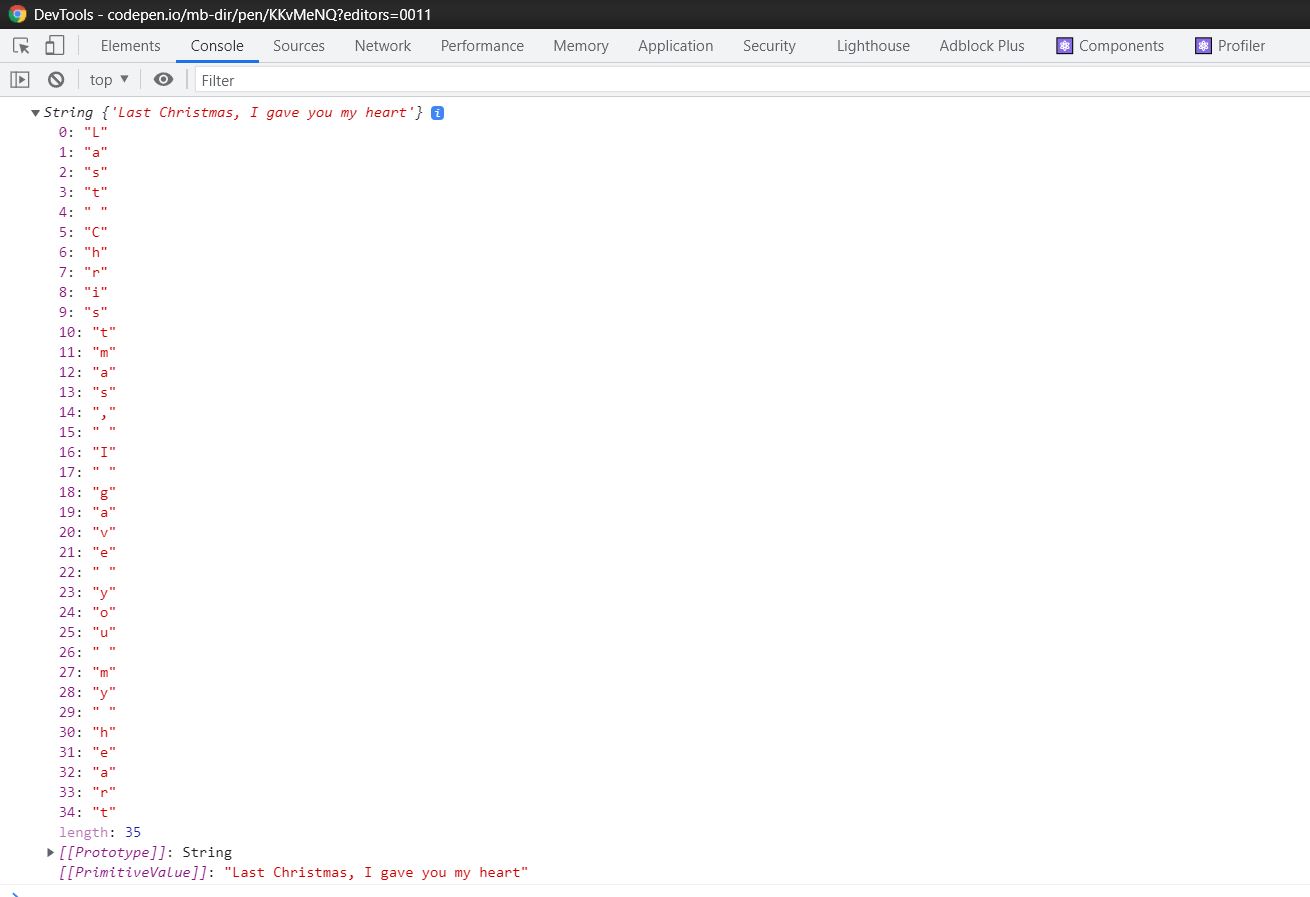 DevTools - codepen.io/mb-dir/pen/KKvMeNQ?editors=0011
Elements Console Sources Network Performance Memory Application Security Lighthouse Adblock Plus Components Profiler
top Filter
String {'Last Christmas, I gave you my heart'} i
0: "L"
1: "a"
2: "s"
3: "t"
4: " "
5: "C"
6: "h"
7: "r"
8: "i"
9: "s"
10: "t"
11: "m"
12: "a"
13: "s"
14: ","
15: " "
16: "I"
17: " "
18: "g"
19: "a"
20: "v"
21: "e"
22: " "
23: "y"
24: "o"
25: "u"
26: " "
27: "m"
28: "y"
29: " "
30: "h"
31: "e"
32: "a"
33: "r"
34: "t"
length: 35
[[Prototype]]: String
[[PrimitiveValue]]: "Last Christmas, I gave you my heart"